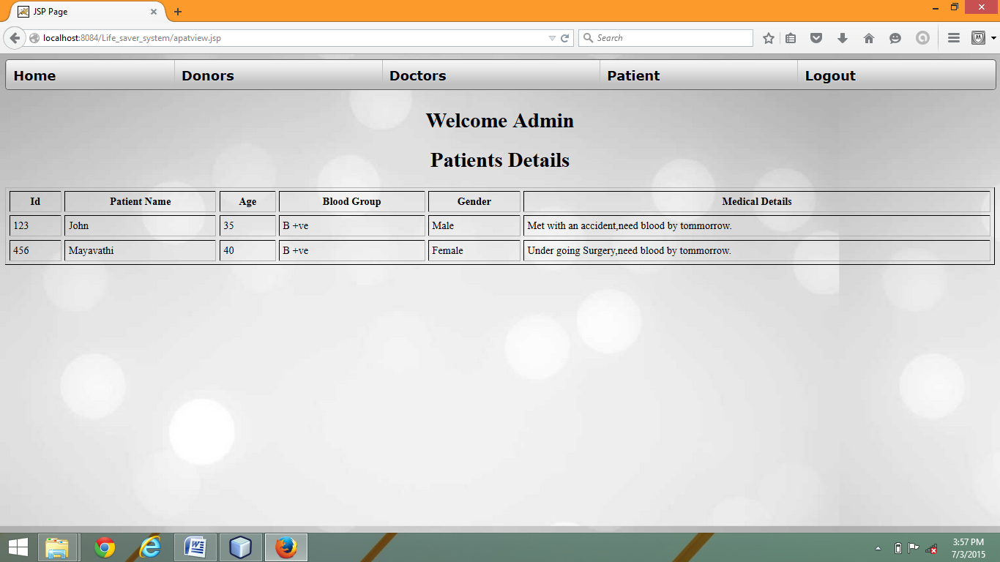 JSP Page
localhost:8084/Life_saver_system/apatview.jsp
Search
Home Donors Doctors Patient Logout
Welcome Admin
Patients Details
Id Patient Name Age Blood Group Gender Medical Details
123 John 35 B +ve Male Met with an accident,need blood by tommorrow.
456 Mayavathi 40 B +ve Female Under going Surgery,need blood by tommorrow.
3:57 PM
7/3/2015